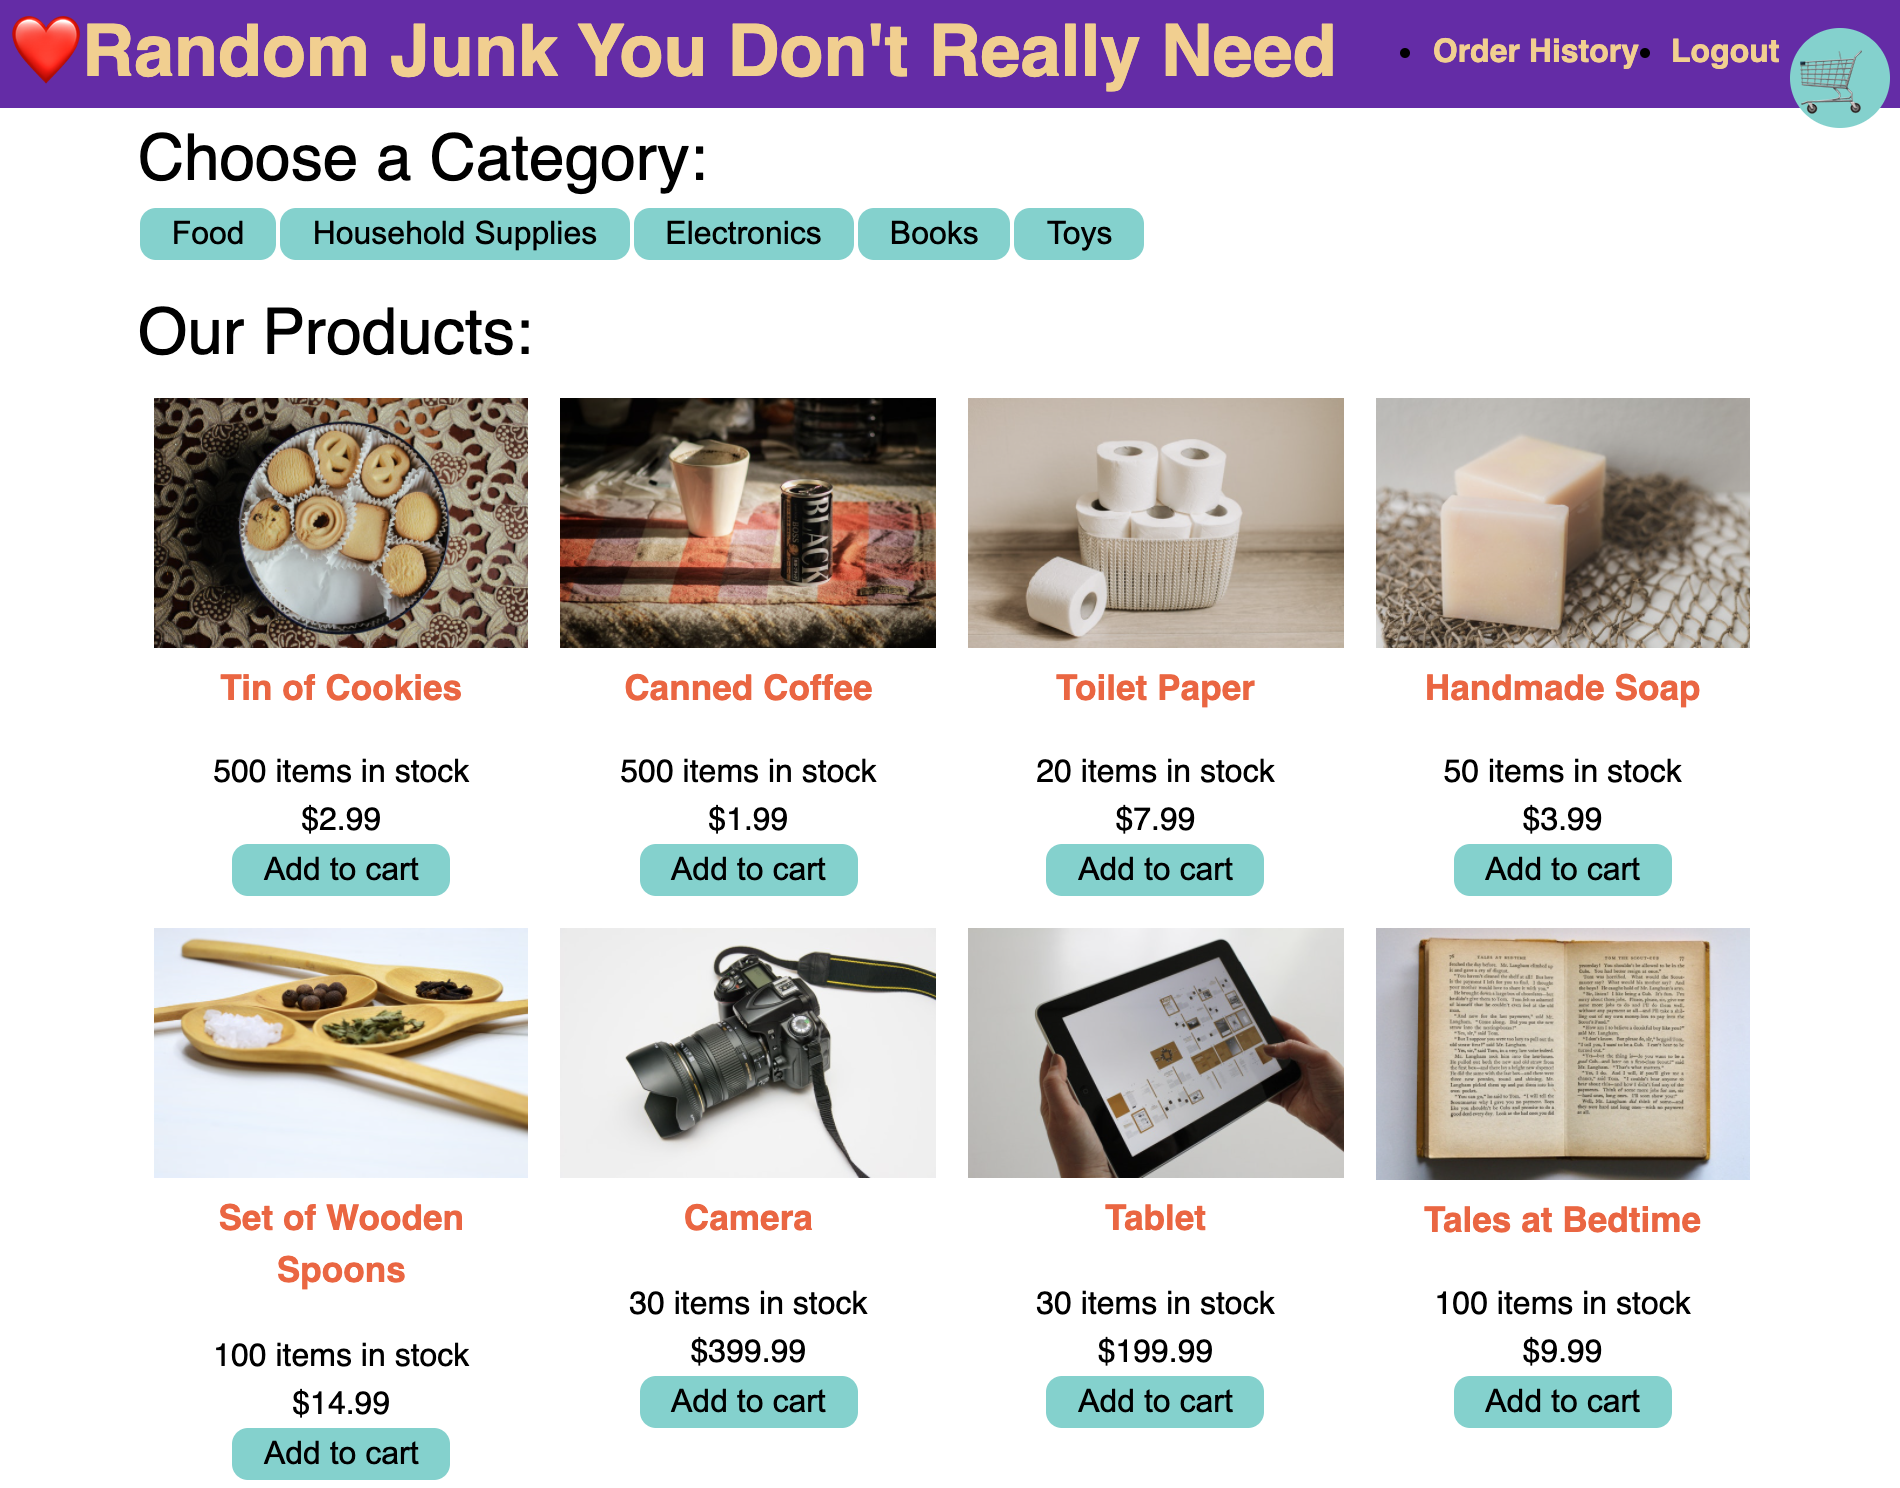 ❤️Random Junk You Don't Really Need
• Order History
• Logout
Choose a Category:
Food
Household Supplies
Electronics
Books
Toys
Our Products:
BLACK
BOSS
Tin of Cookies
500 items in stock
$2.99
Add to cart
Canned Coffee
500 items in stock
$1.99
Add to cart
Toilet Paper
20 items in stock
$7.99
Add to cart
Handmade Soap
50 items in stock
$3.99
Add to cart
TALES AT BEDTIME
Set of Wooden
Spoons
100 items in stock
$14.99
Add to cart
Camera
30 items in stock
$399.99
Add to cart
Tablet
30 items in stock
$199.99
Add to cart
Tales at Bedtime
100 items in stock
$9.99
Add to cart